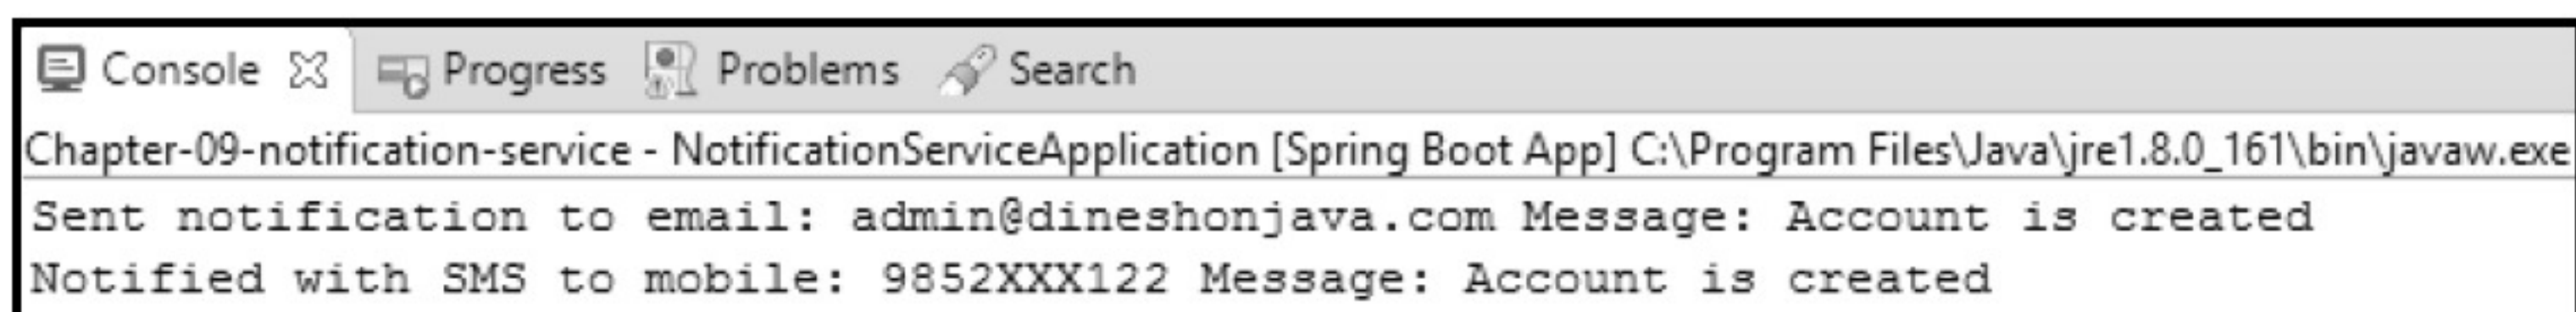 Console Progress Problems Search
Chapter-09-notification-service - NotificationServiceApplication [Spring Boot App] C:\Program Files\Java\jre1.8.0_161\bin\javaw.exe
Sent notification to email: admin@dineshonjava.com Message: Account is created
Notified with SMS to mobile: 9852XXX122 Message: Account is created